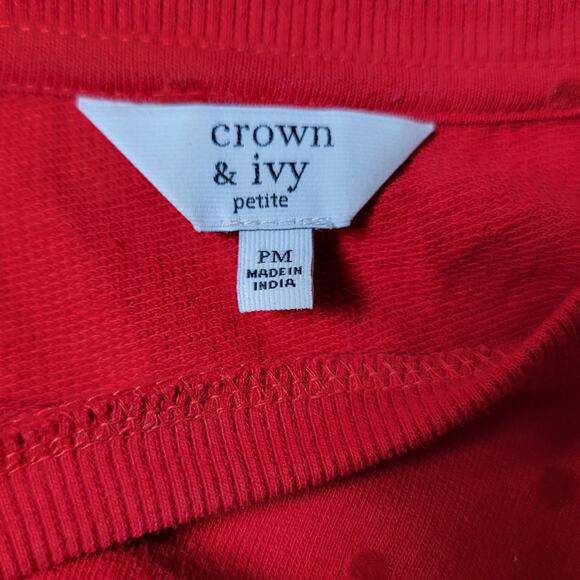 crown
& ivy
petite
PM
MADE IN
INDIA